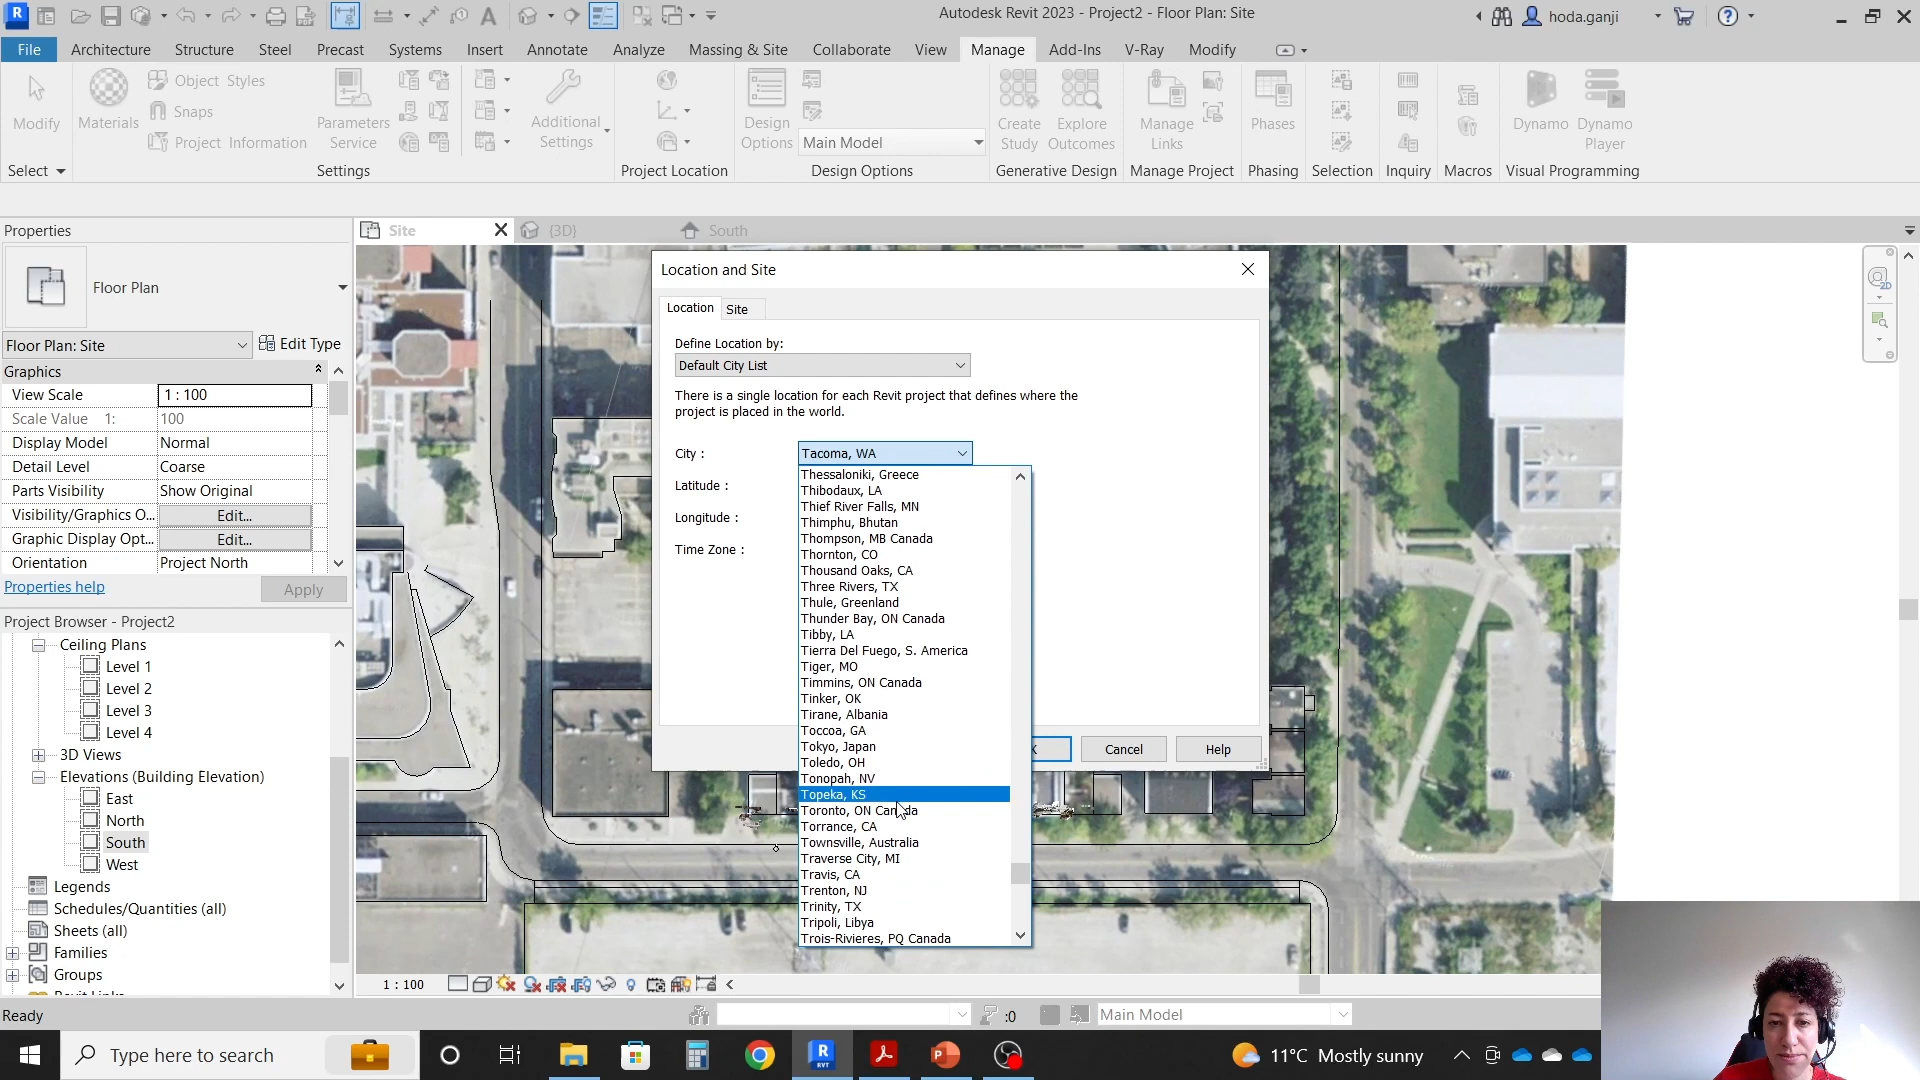 Autodesk Revit 2023 - Project2 - Floor Plan: Site
hoda.ganji
File Architecture Structure Steel Precast Systems Insert Annotate Analyze Massing & Site Collaborate View Manage Add-Ins V-Ray Modify
Modify
Materials
Object Styles
Snaps
Project Information
Parameters
Service
Additional
Settings
Design
Options
Main Model
Create
Study
Explore
Outcomes
Manage
Links
Phases
Dynamo
Dynamo
Player
Select Settings Project Location Design Options Generative Design Manage Project Phasing Selection Inquiry Macros Visual Programming
Properties
Floor Plan
Floor Plan: Site
Edit Type
Graphics
View Scale 1 : 100
Scale Value 1: 100
Display Model Normal
Detail Level Coarse
Parts Visibility Show Original
Visibility/Graphics O... Edit...
Graphic Display Opt... Edit...
Orientation Project North
Properties help
Apply
Project Browser - Project2
Ceiling Plans
Level 1
Level 2
Level 3
Level 4
3D Views
Elevations (Building Elevation)
East
North
South
West
Legends
Schedules/Quantities (all)
Sheets (all)
Families
Groups
Site
{3D}
South
Location and Site
Location
Site
Define Location by:
Default City List
There is a single location for each Revit project that defines where the
project is placed in the world.
City :
Tacoma, WA
Latitude :
Longitude :
Time Zone :
Thessaloniki, Greece
Thibodaux, LA
Thief River Falls, MN
Thimphu, Bhutan
Thompson, MB Canada
Thornton, CO
Thousand Oaks, CA
Three Rivers, TX
Thule, Greenland
Thunder Bay, ON Canada
Tibby, LA
Tierra Del Fuego, S. America
Tiger, MO
Timmins, ON Canada
Tinker, OK
Tirane, Albania
Toccoa, GA
Tokyo, Japan
Toledo, OH
Tonopah, NV
Topeka, KS
Toronto, ON Canada
Torrance, CA
Townsville, Australia
Traverse City, MI
Travis, CA
Trenton, NJ
Trinity, TX
Tripoli, Libya
Trois-Rivieres, PQ Canada
Cancel
Help
2D
1 : 100
Ready
:0
Main Model
Type here to search
11°C Mostly sunny